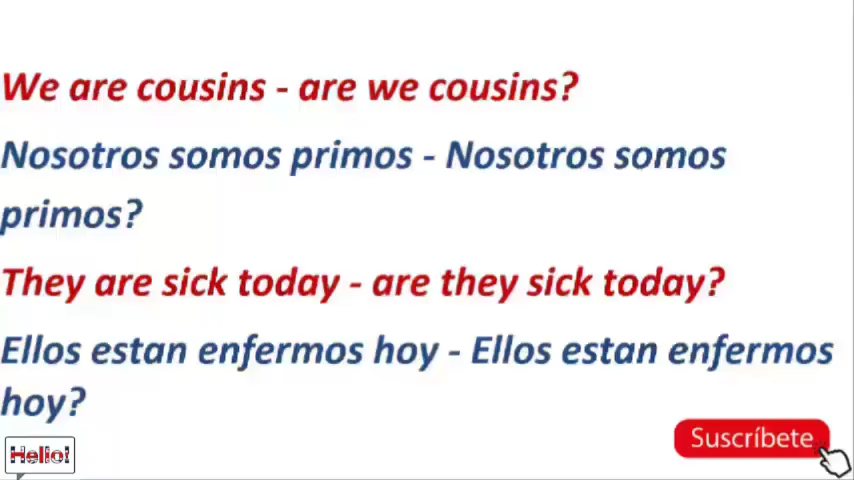 We are cousins - are we cousins?
Nosotros somos primos - Nosotros somos
primos?
They are sick today - are they sick today?
Ellos estan enfermos hoy - Ellos estan enfermos
hoy?
Suscríbete
Hello!